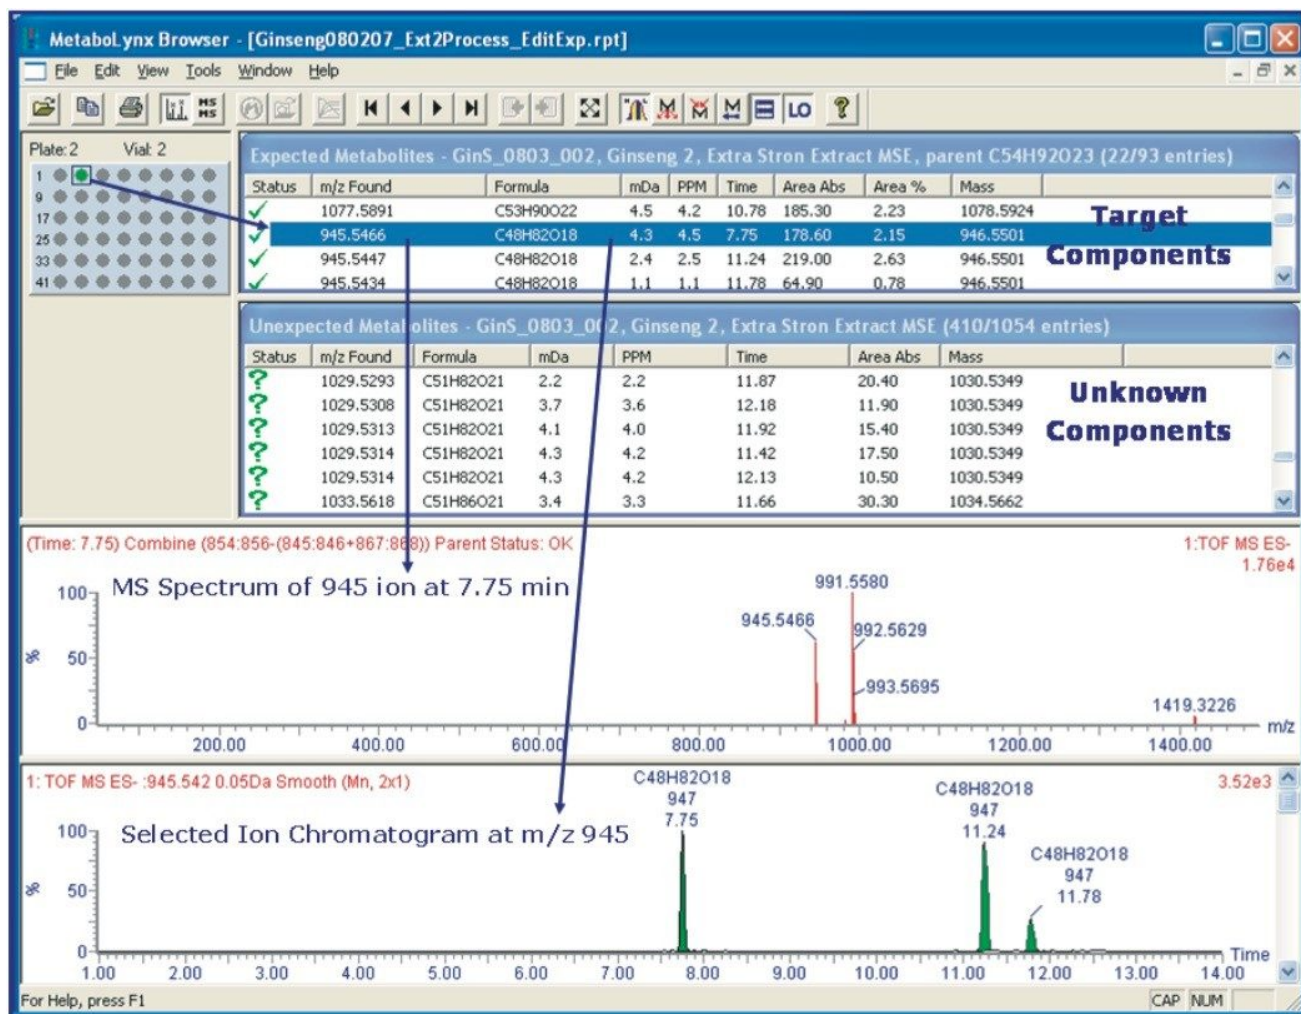 MetaboLynx Browser - [Ginseng080207_Ext2Process_EditExp.rpt]
File Edit View Tools Window Help
MS MS M M M LO ?
Plate: 2 Vial: 2
1
9
17
25
33
41
Expected Metabolites - GinS_0803_002, Ginseng 2, Extra Stron Extract MSE, parent C54H92O23 (22/93 entries)
Status m/z Found Formula mDa PPM Time Area Abs Area % Mass
1077.5891 C53H90O22 4.5 4.2 10.78 185.30 2.23 1078.5924
945.5466 C48H82O18 4.3 4.5 7.75 178.60 2.15 946.5501
945.5447 C48H82O18 2.4 2.5 11.24 219.00 2.63 946.5501
945.5434 C48H82O18 1.1 1.1 11.78 64.90 0.78 946.5501
Target
Components
Unexpected Metabolites - GinS_0803_002, Ginseng 2, Extra Stron Extract MSE (410/1054 entries)
Status m/z Found Formula mDa PPM Time Area Abs Mass
? 1029.5293 C51H82O21 2.2 2.2 11.87 20.40 1030.5349
? 1029.5308 C51H82O21 3.7 3.6 12.18 11.90 1030.5349
? 1029.5313 C51H82O21 4.1 4.0 11.92 15.40 1030.5349
? 1029.5314 C51H82O21 4.3 4.2 11.42 17.50 1030.5349
? 1029.5314 C51H82O21 4.3 4.2 12.13 10.50 1030.5349
? 1033.5618 C51H86O21 3.4 3.3 11.66 30.30 1034.5662
Unknown
Components
(Time: 7.75) Combine (854:856-(845:846+867:868)) Parent Status: OK
1:TOF MS ES-
1.76e4
MS Spectrum of 945 ion at 7.75 min
100
%
50
0
945.5466
991.5580
992.5629
993.5695
1419.3226
m/z
200.00 400.00 600.00 800.00 1000.00 1200.00 1400.00
1: TOF MS ES- :945.542 0.05Da Smooth (Mn, 2x1)
3.52e3
Selected Ion Chromatogram at m/z 945
100
%
50
0
C48H82O18
947
7.75
C48H82O18
947
11.24
C48H82O18
947
11.78
Time
1.00 2.00 3.00 4.00 5.00 6.00 7.00 8.00 9.00 10.00 11.00 12.00 13.00 14.00
For Help, press F1
CAP NUM